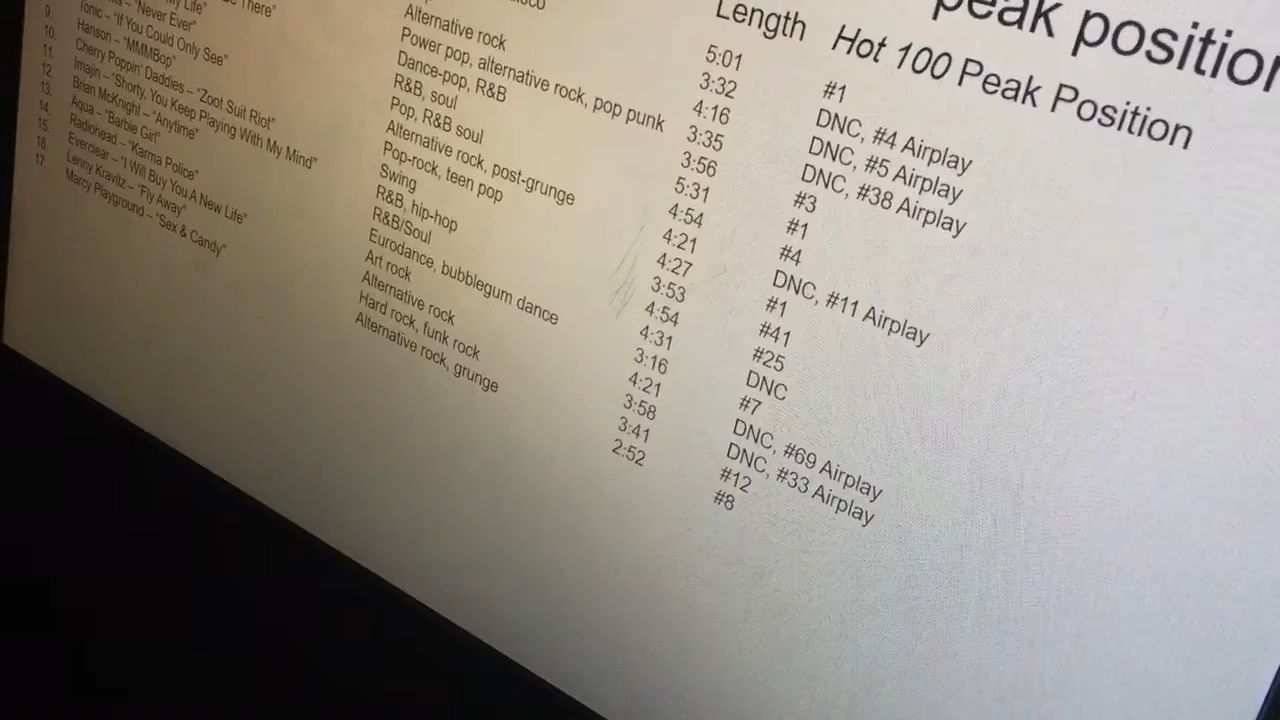 peak position
Length Hot 100 Peak Position
There"
My Life"
– "Never Ever"
9. Tonic – "If You Could Only See"
10. Hanson – "MMMBop"
11. Cherry Poppin' Daddies – "Zoot Suit Riot"
12. Imajin – "Shorty, You Keep Playing With My Mind"
13. Brian McKnight – "Anytime"
14. Aqua – "Barbie Girl"
15. Radiohead – "Karma Police"
16. Everclear – "I Will Buy You A New Life"
17. Lenny Kravitz – "Fly Away"
Marcy Playground – "Sex & Candy"
Alternative rock
Power pop, alternative rock, pop punk
Dance-pop, R&B
R&B, soul
Pop, R&B soul
Alternative rock, post-grunge
Pop-rock, teen pop
Swing
R&B, hip-hop
R&B/Soul
Eurodance, bubblegum dance
Art rock
Alternative rock
Hard rock, funk rock
Alternative rock, grunge
5:01
3:32
4:16
3:35
3:56
5:31
4:54
4:21
4:27
3:53
4:54
4:31
3:16
4:21
3:58
3:41
2:52
#1
DNC, #4 Airplay
DNC, #5 Airplay
DNC, #38 Airplay
#3
#1
#4
DNC, #11 Airplay
#1
#41
#25
DNC
#7
DNC, #69 Airplay
DNC, #33 Airplay
#12
#8